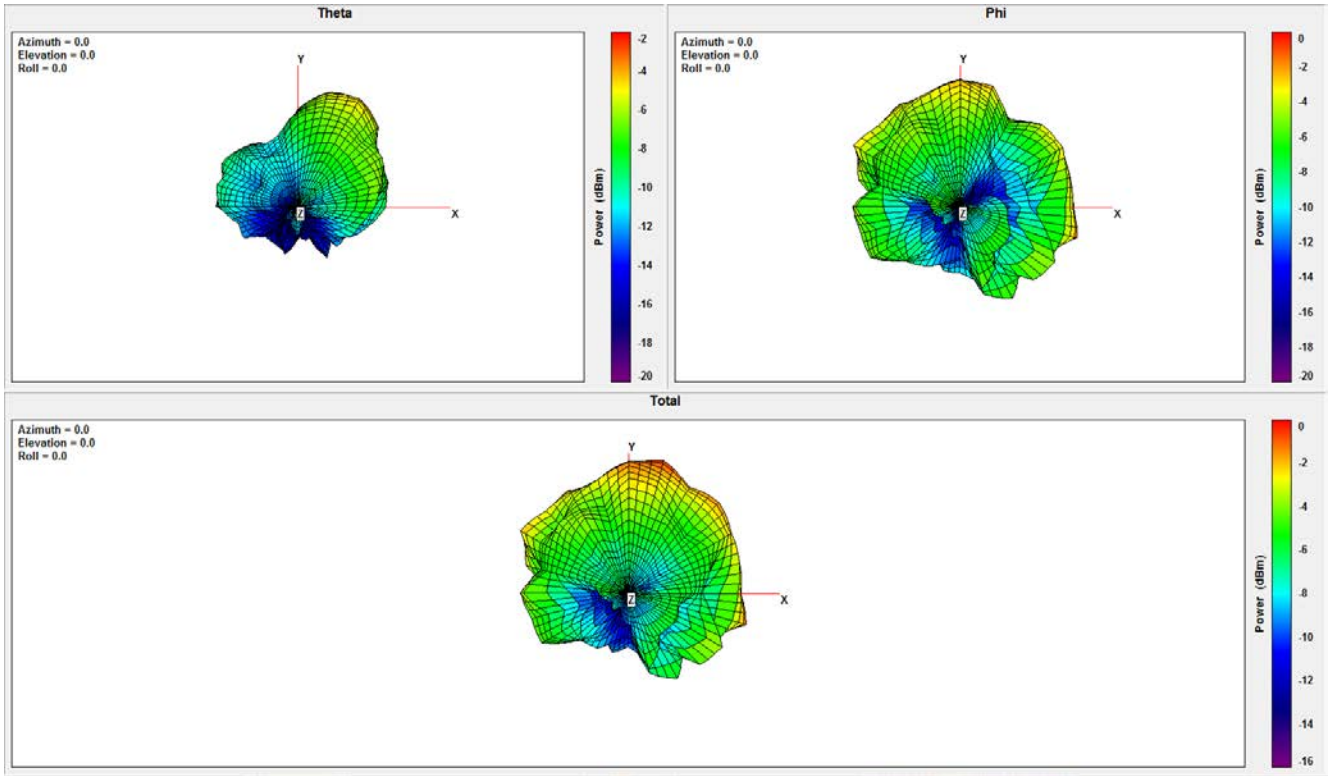 Theta
Azimuth = 0.0
Elevation = 0.0
Roll = 0.0
Y
X
Z
Power (dBm)
-2
-4
-6
-8
-10
-12
-14
-16
-18
-20
Phi
Azimuth = 0.0
Elevation = 0.0
Roll = 0.0
Y
X
Z
Power (dBm)
0
-2
-4
-6
-8
-10
-12
-14
-16
-18
-20
Total
Azimuth = 0.0
Elevation = 0.0
Roll = 0.0
Y
X
Z
Power (dBm)
0
-2
-4
-6
-8
-10
-12
-14
-16